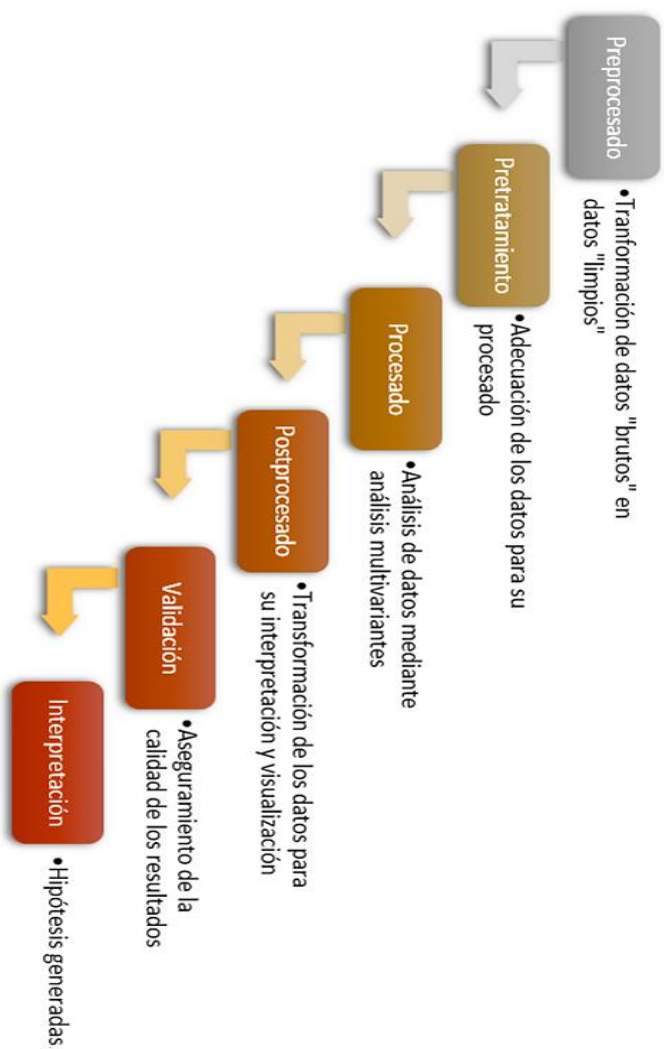 Preprocesado
•Tranformación de datos "brutos" en
datos "limpios"
Pretratamiento
•Adecuación de los datos para su
procesado
Procesado
•Análisis de datos mediante
análisis multivariantes
Postprocesado
•Transformación de los datos para
su interpretación y visualización
Validación
•Aseguramiento de la
calidad de los resultados
Interpretación
•Hipótesis generadas